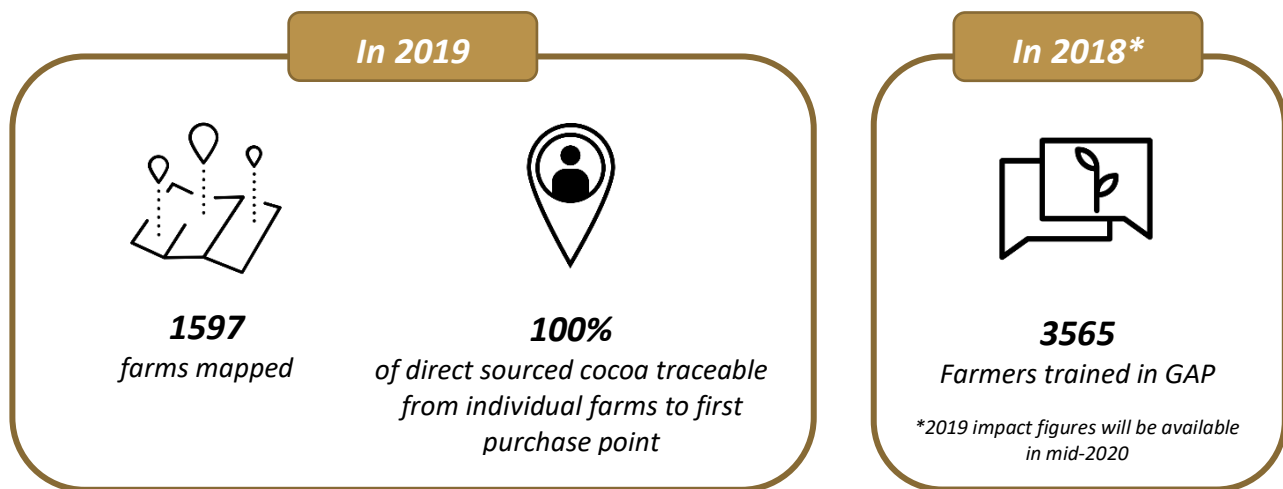 In 2019
1597
farms mapped
100%
of direct sourced cocoa traceable
from individual farms to first
purchase point
In 2018*
3565
Farmers trained in GAP
*2019 impact figures will be available
in mid-2020